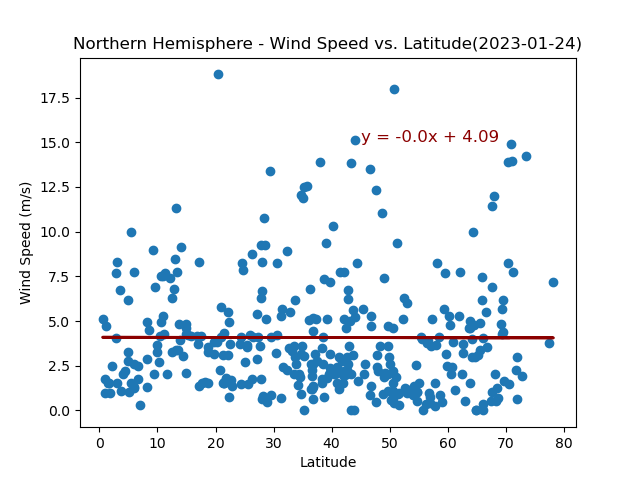 Northern Hemisphere - Wind Speed vs. Latitude(2023-01-24)
17.5
15.0
12.5
10.0
7.5
5.0
2.5
0.0
Wind Speed (m/s)
y = -0.0x + 4.09
0 10 20 30 40 50 60 70 80
Latitude